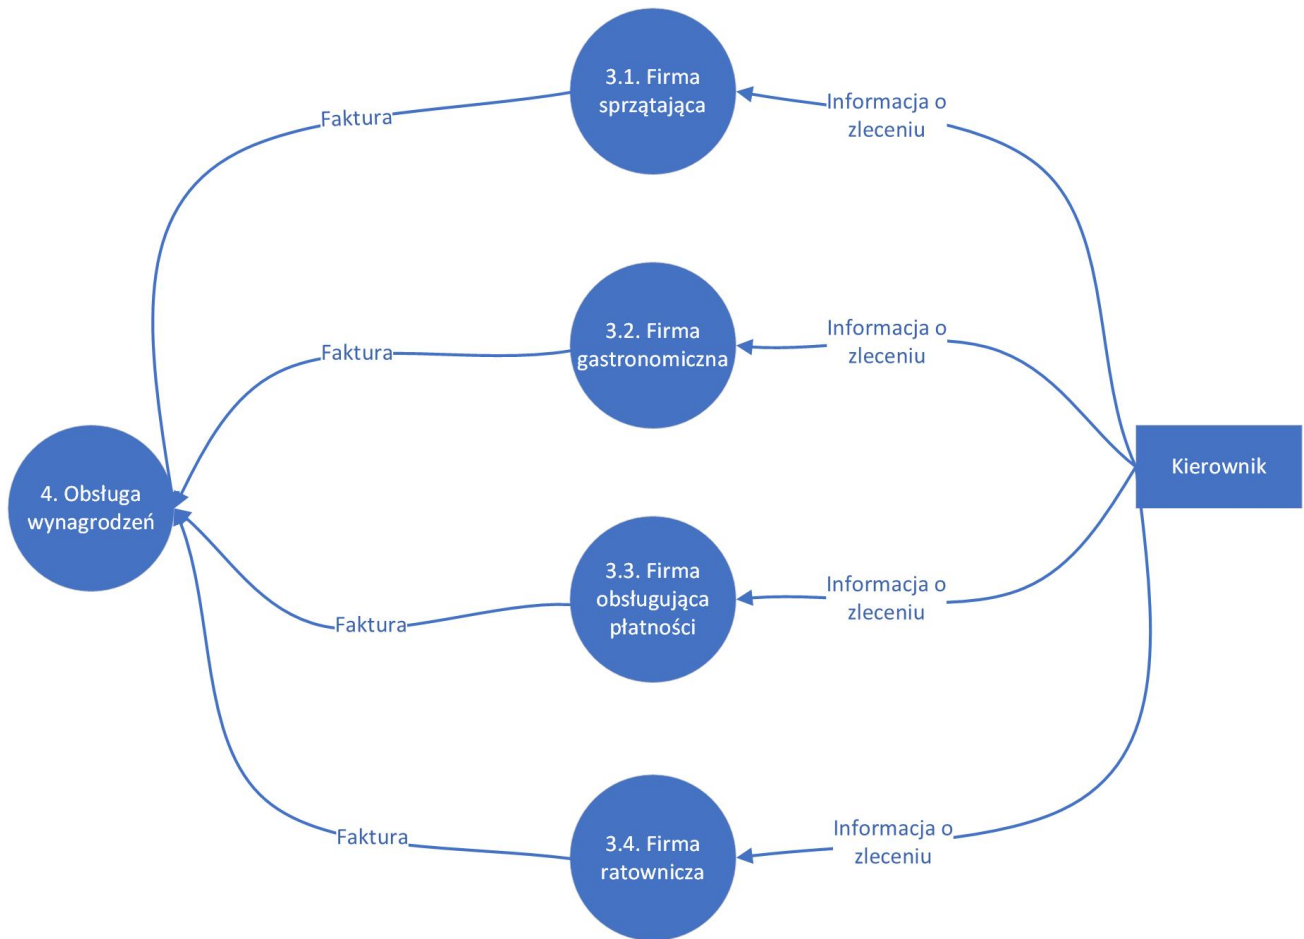 3.1. Firma
sprzątająca
Informacja o
zleceniu
Faktura
3.2. Firma
gastronomiczna
Informacja o
zleceniu
Faktura
Kierownik
4. Obsługa
wynagrodzeń
3.3. Firma
obsługująca
płatności
Informacja o
zleceniu
Faktura
3.4. Firma
ratownicza
Informacja o
zleceniu
Faktura